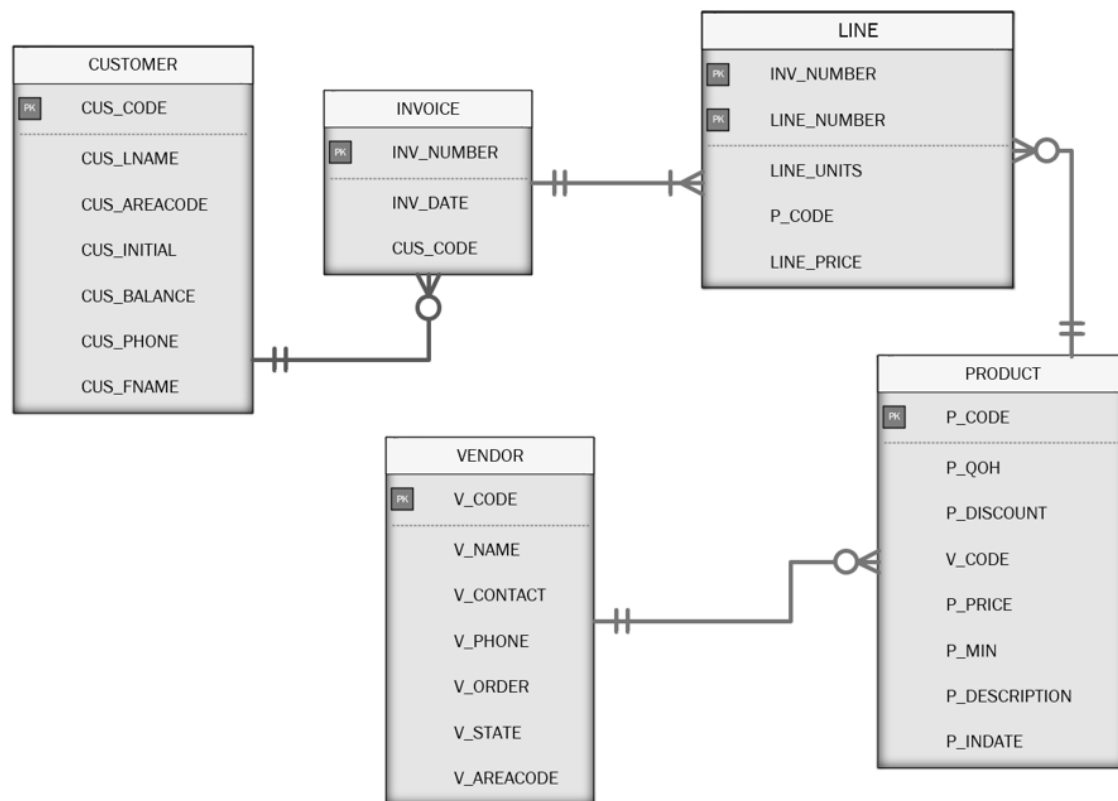 CUSTOMER
PK CUS_CODE
CUS_LNAME
CUS_AREACODE
CUS_INITIAL
CUS_BALANCE
CUS_PHONE
CUS_FNAME
INVOICE
PK INV_NUMBER
INV_DATE
CUS_CODE
LINE
PK INV_NUMBER
PK LINE_NUMBER
LINE_UNITS
P_CODE
LINE_PRICE
VENDOR
PK V_CODE
V_NAME
V_CONTACT
V_PHONE
V_ORDER
V_STATE
V_AREACODE
PRODUCT
PK P_CODE
P_QOH
P_DISCOUNT
V_CODE
P_PRICE
P_MIN
P_DESCRIPTION
P_INDATE